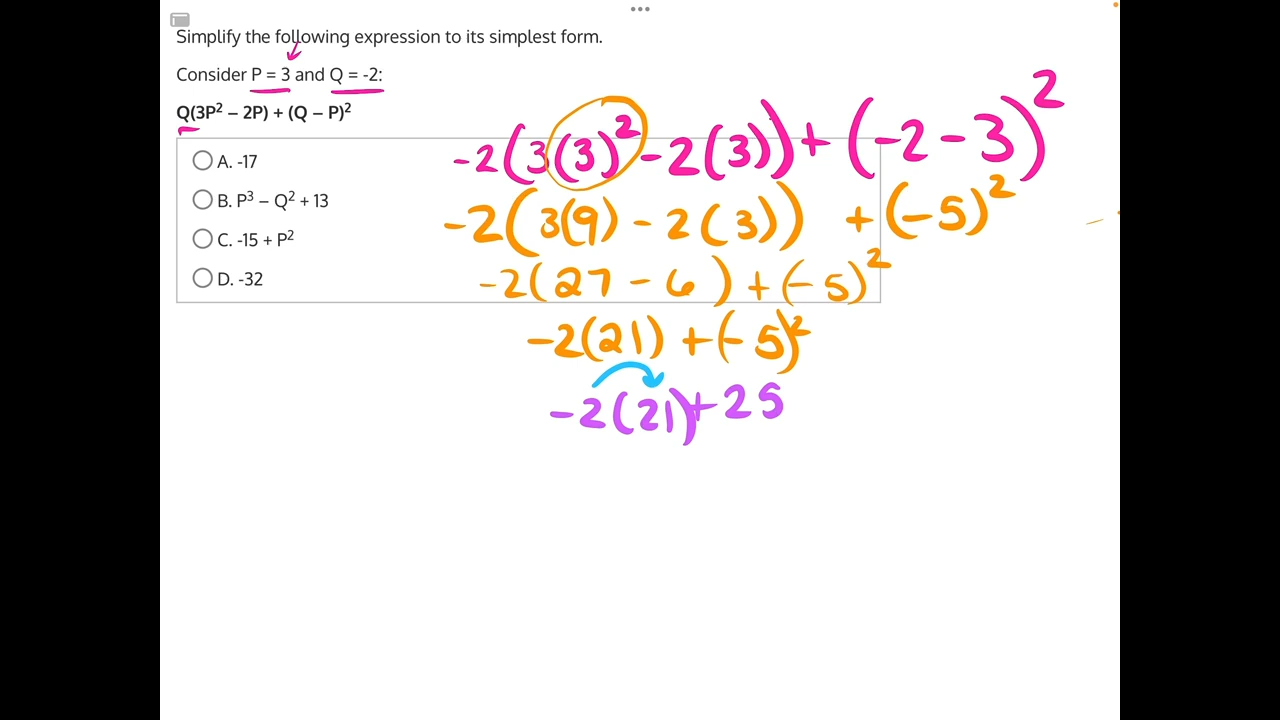 Simplify the following expression to its simplest form.
Consider P = 3 and Q = -2:
Q(3P² – 2P) + (Q – P)²
A. -17
B. P³ – Q² + 13
C. -15 + P²
D. -32
-2(3(3)²-2(3))+(-2-3)²
-2(3(9)-2(3)) +(-5)²
-2(27-6)+(-5)²
-2(21)+(-5)²
-2(21)+25